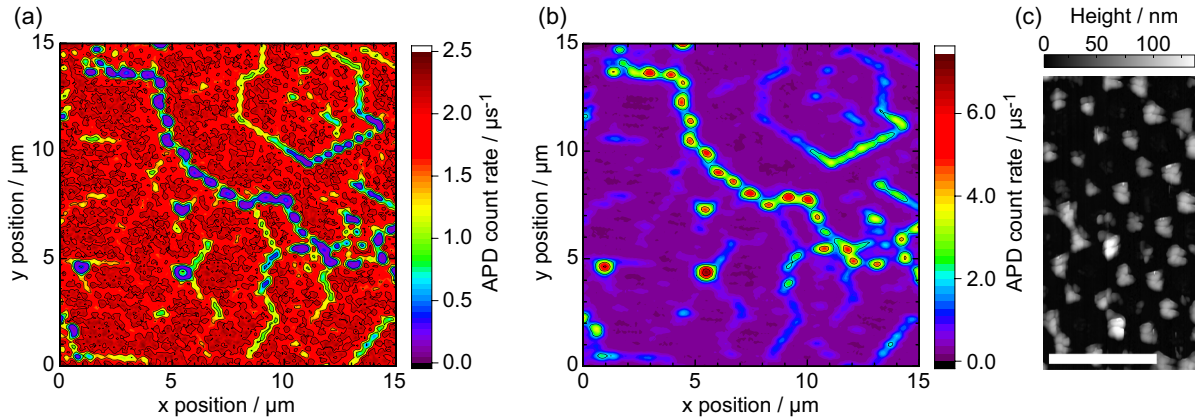 (a)
15
10
5
0
y position / µm
0
5
10
15
x position / µm
2.5
2.0
1.5
1.0
0.5
0.0
APD count rate / µs⁻¹
(b)
15
10
5
0
y position / µm
0
5
10
15
x position / µm
6.0
4.0
2.0
0.0
APD count rate / µs⁻¹
(c)
Height / nm
0
50
100